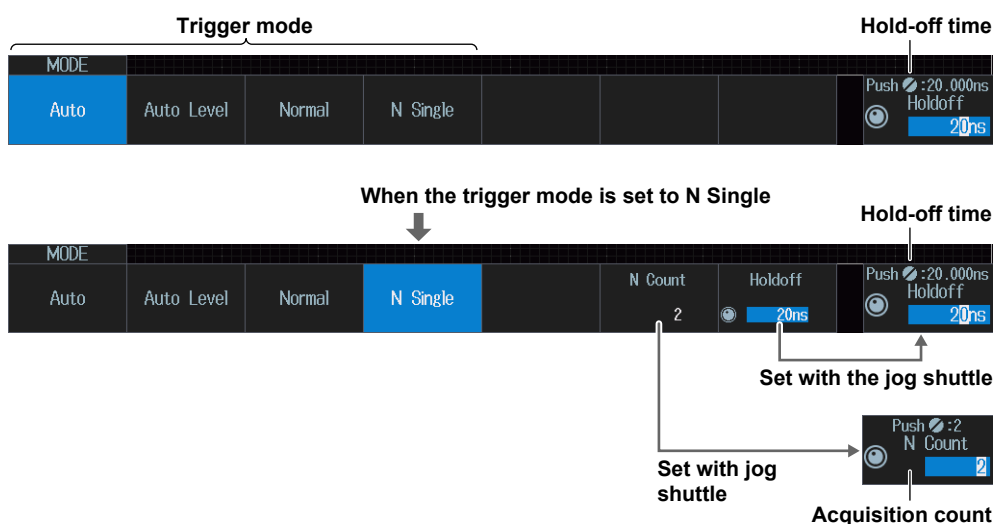 Trigger mode
Hold-off time
MODE
Auto
Auto Level
Normal
N Single
Push :20.000ns
Holdoff
20ns
When the trigger mode is set to N Single
Hold-off time
MODE
Auto
Auto Level
Normal
N Single
N Count
2
Holdoff
20ns
Push :20.000ns
Holdoff
20ns
Set with the jog shuttle
Push :2
N Count
2
Set with jog
shuttle
Acquisition count